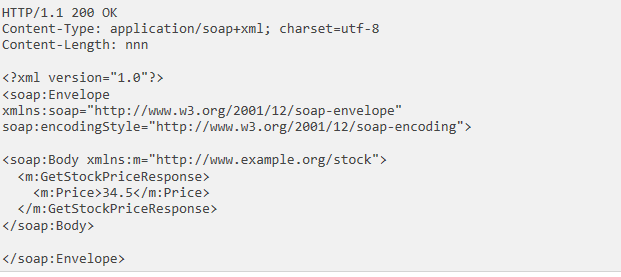 HTTP/1.1 200 OK
Content-Type: application/soap+xml; charset=utf-8
Content-Length: nnn

<?xml version="1.0"?>
<soap:Envelope
xmlns:soap="http://www.w3.org/2001/12/soap-envelope"
soap:encodingStyle="http://www.w3.org/2001/12/soap-encoding">

<soap:Body xmlns:m="http://www.example.org/stock">
  <m:GetStockPriceResponse>
    <m:Price>34.5</m:Price>
  </m:GetStockPriceResponse>
</soap:Body>

</soap:Envelope>